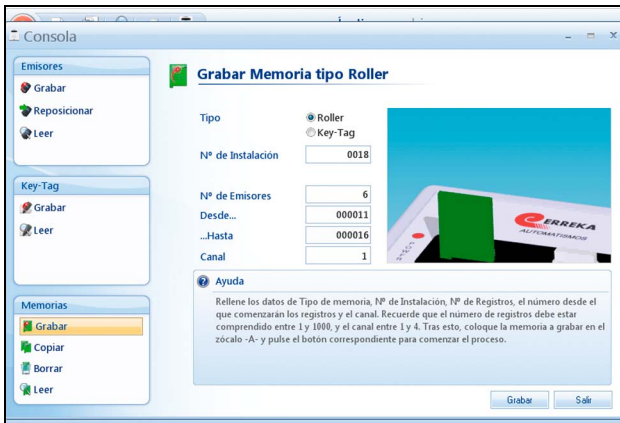 Consola
Emisores
Grabar
Reposicionar
Leer
Key-Tag
Grabar
Leer
Memorias
Grabar
Copiar
Borrar
Leer
Grabar Memoria tipo Roller
Tipo
Roller
Key-Tag
Nº de Instalación 0018
Nº de Emisores 6
Desde... 000011
...Hasta 000016
Canal 1
ERREKA
AUTOMATISMOS
Ayuda
Rellene los datos de Tipo de memoria, Nº de Instalación, Nº de Registros, el número desde el
que comenzarán los registros y el canal. Recuerde que el número de registros debe estar
comprendido entre 1 y 1000, y el canal entre 1 y 4. Tras esto, coloque la memoria a grabar en el
zócalo -A- y pulse el botón correspondiente para comenzar el proceso.
Grabar Salir